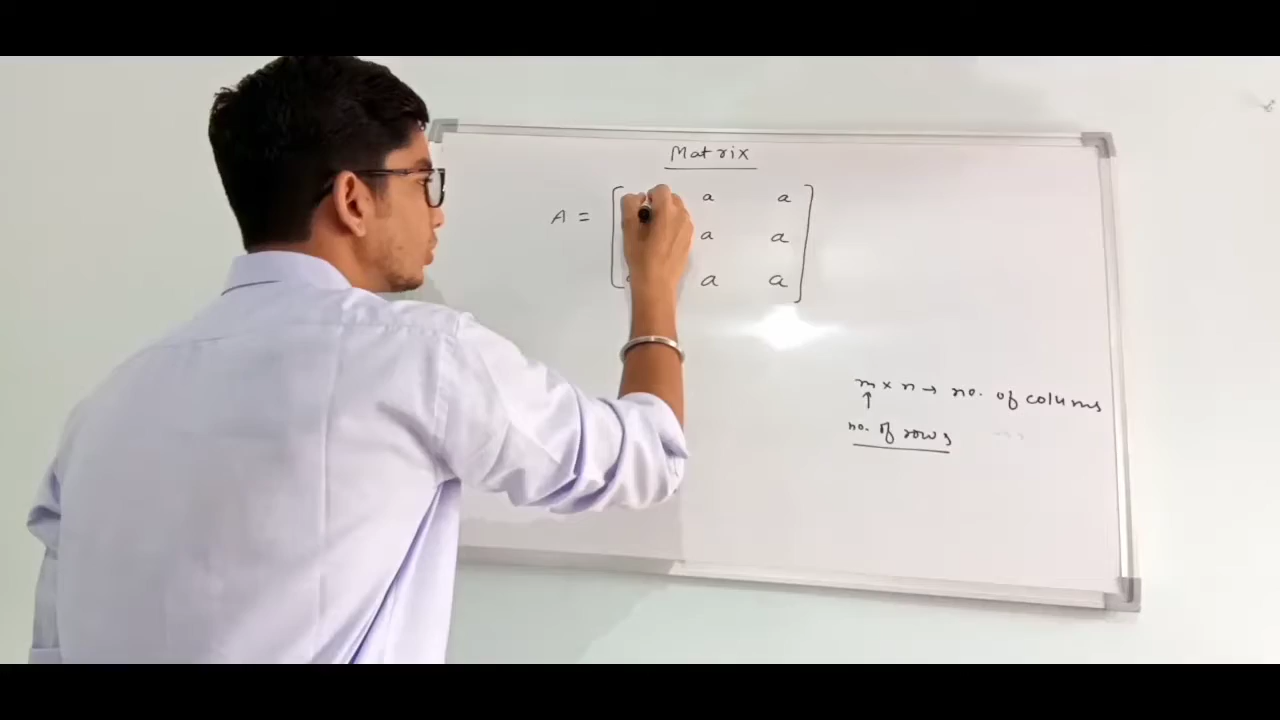 Matrix
A = [ a a
a a
a a ]
m × n → no. of colums
↑
no. of rows